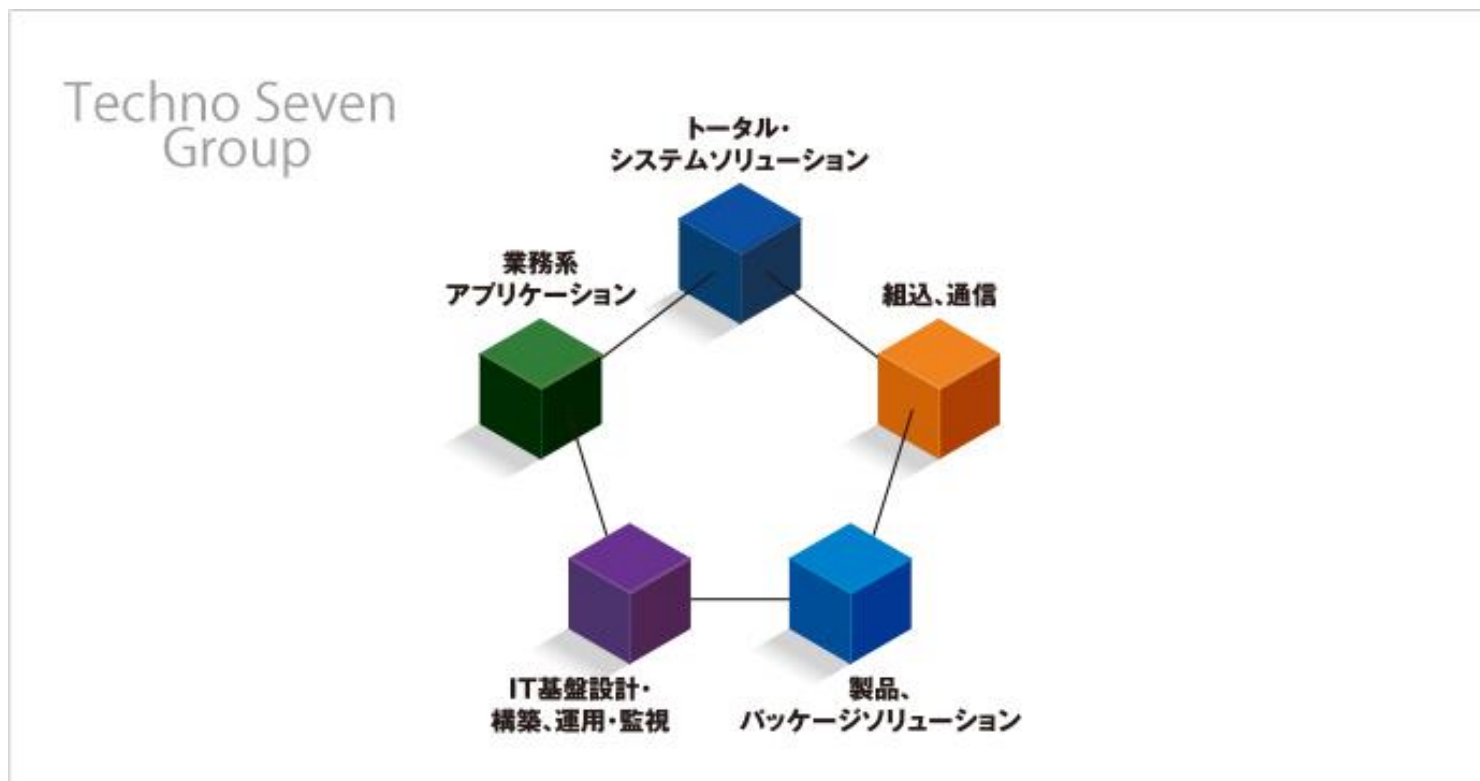 Techno Seven
Group
トータル・
システムソリューション
業務系
アプリケーション
組込、通信
IT基盤設計・
構築、運用・監視
製品、
パッケージソリューション